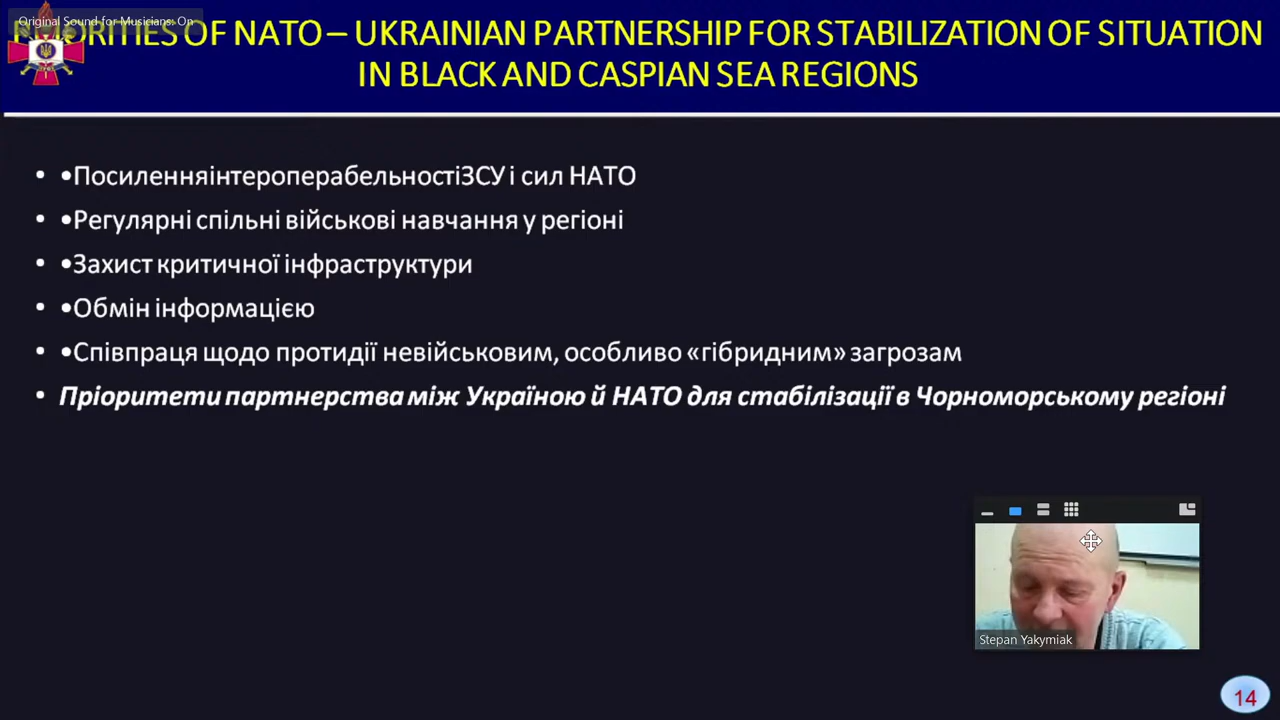 Original Sound for Musicians: On
PRIORITIES OF NATO – UKRAINIAN PARTNERSHIP FOR STABILIZATION OF SITUATION
IN BLACK AND CASPIAN SEA REGIONS
• •ПосиленняінтероперабельностіЗСУ і сил НАТО
• •Регулярні спільні військові навчання у регіоні
• •Захист критичної інфраструктури
• •Обмін інформацією
• •Співпраця щодо протидії невійськовим, особливо «гібридним» загрозам
• Пріоритети партнерства між Україною й НАТО для стабілізації в Чорноморському регіоні
Stepan Yakymiak
14